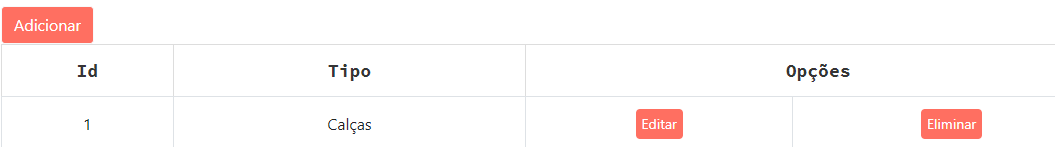 Adicionar
Id Tipo Opções
1 Calças Editar Eliminar